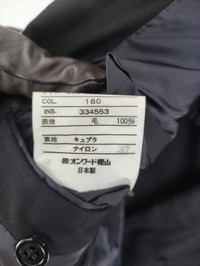 COL. 180
INS. 334553
表地 毛 100%
裏地 キュプラ
ナイロン
㈱オンワード樫山
日本製